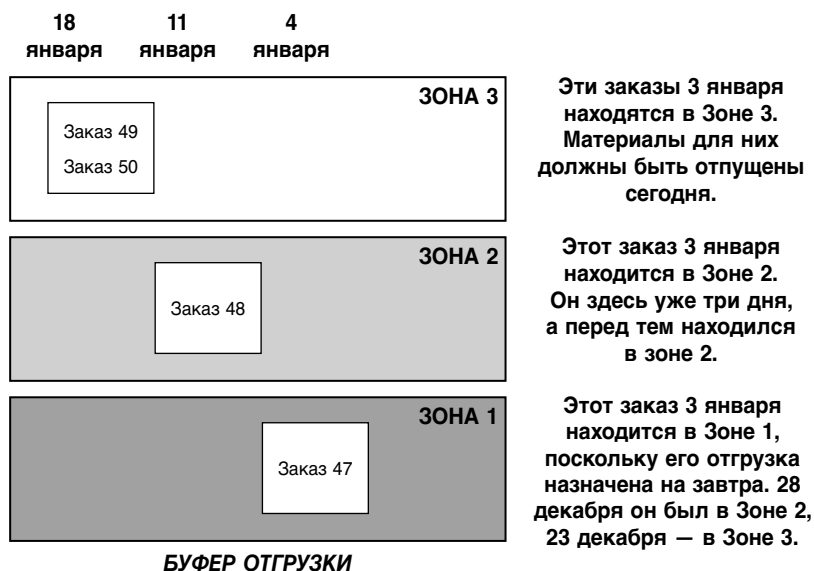 18 января
11 января
4 января
ЗОНА 3
Заказ 49
Заказ 50
Эти заказы 3 января
находятся в Зоне 3.
Материалы для них
должны быть отпущены
сегодня.
ЗОНА 2
Заказ 48
Этот заказ 3 января
находится в Зоне 2.
Он здесь уже три дня,
а перед тем находился
в зоне 2.
ЗОНА 1
Заказ 47
Этот заказ 3 января
находится в Зоне 1,
поскольку его отгрузка
назначена на завтра. 28
декабря он был в Зоне 2,
23 декабря — в Зоне 3.
БУФЕР ОТГРУЗКИ